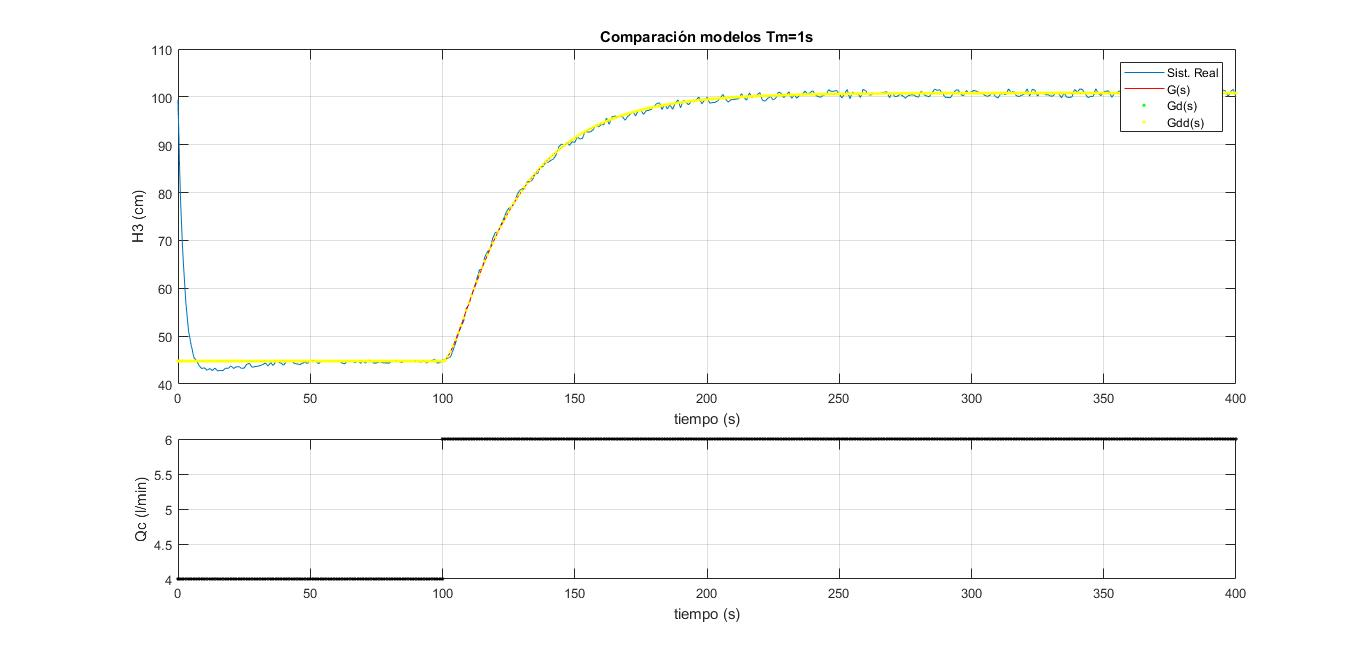 Comparación modelos Tm=1s
110
100
90
80
70
60
50
40
H3 (cm)
Sist. Real
G(s)
Gd(s)
Gdd(s)
0 50 100 150 200 250 300 350 400
tiempo (s)
6
5.5
5
4.5
4
Qc (l/min)
0 50 100 150 200 250 300 350 400
tiempo (s)